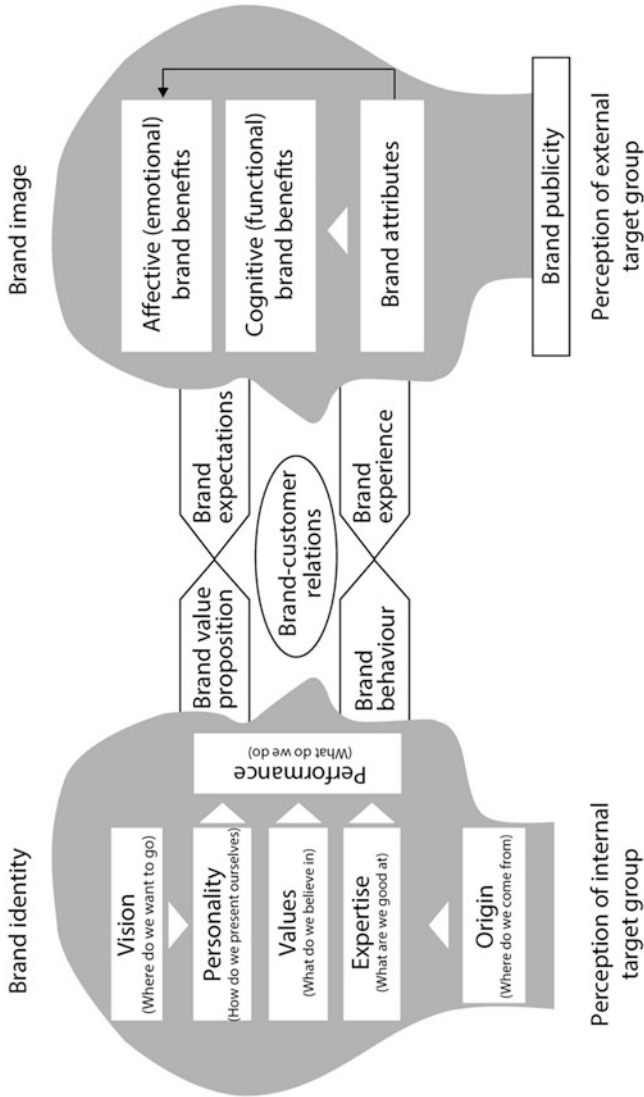 Brand identity
Brand image
Vision
(Where do we want to go)
Personality
(How do we present ourselves)
Values
(What do we believe in)
Expertise
(What are we good at)
Origin
(Where do we come from)
Performance
(What do we do)
Brand value
proposition
Brand
expectations
Brand-customer
relations
Brand
behaviour
Brand
experience
Affective (emotional)
brand benefits
Cognitive (functional)
brand benefits
Brand attributes
Brand publicity
Perception of internal
target group
Perception of external
target group